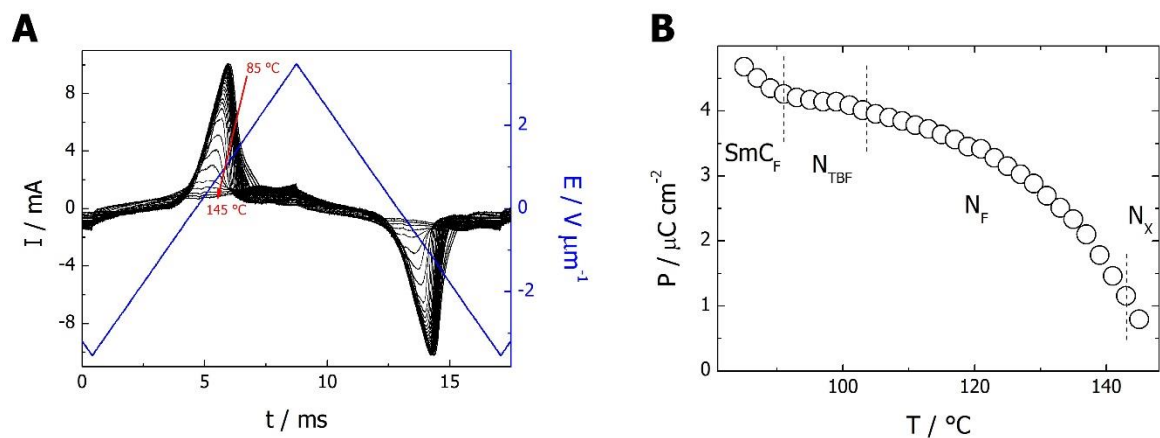 A
B
85 °C
145 °C
8
4
0
-4
-8
2
0
-2
I / mA
E / V μm⁻¹
0
5
10
15
t / ms
4
3
2
1
0
P / μC cm⁻²
SmC_F
N_TBF
N_F
N_X
100
120
140
T / °C